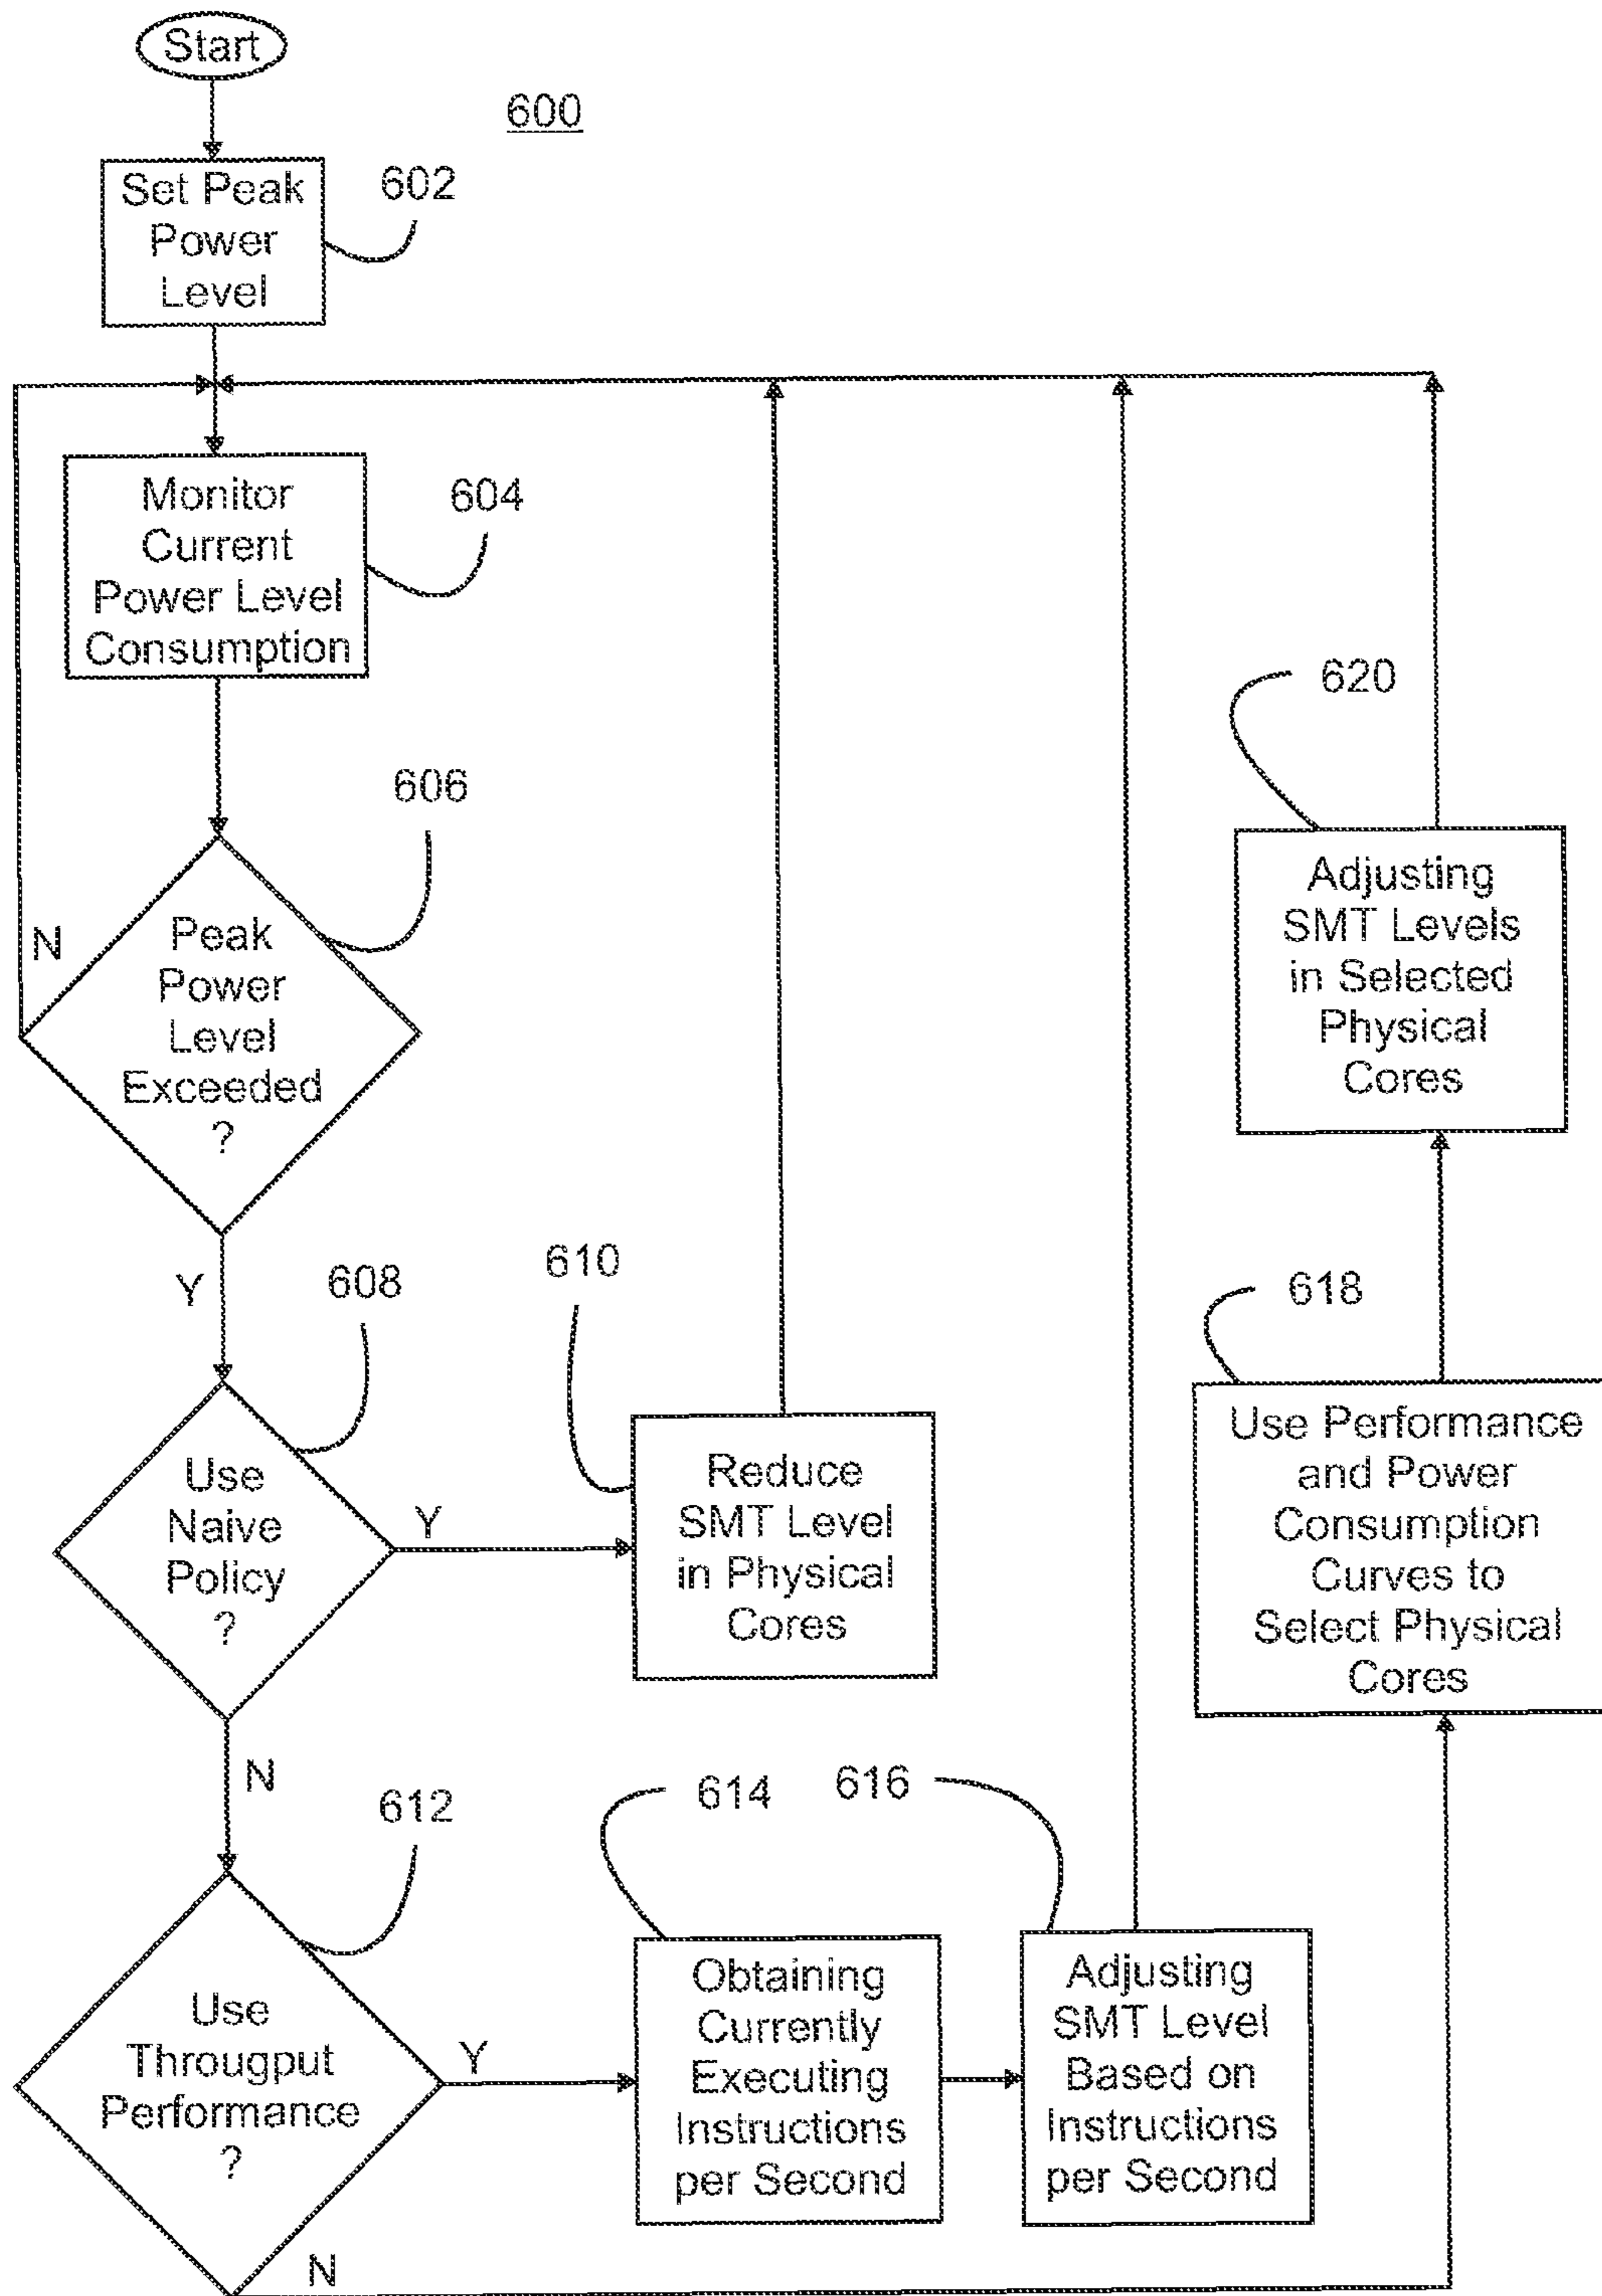 Start
600
Set Peak
Power
Level
602
Monitor
Current
Power Level
Consumption
604
606
Peak
Power
Level
Exceeded
?
N
Y
608
Use
Naive
Policy
?
Y
610
Reduce
SMT Level
in Physical
Cores
N
612
Use
Througput
Performance
?
Y
614
Obtaining
Currently
Executing
Instructions
per Second
616
Adjusting
SMT Level
Based on
Instructions
per Second
N
618
Use Performance
and Power
Consumption
Curves to
Select Physical
Cores
620
Adjusting
SMT Levels
in Selected
Physical
Cores